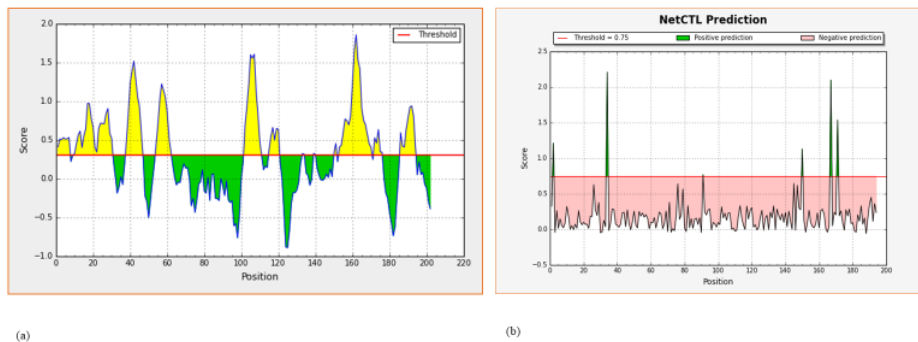 2.0
1.5
1.0
0.5
0.0
−0.5
−1.0
Score
0 20 40 60 80 100 120 140 160 180 200 220
Position
Threshold
(a)
NetCTL Prediction
Threshold = 0.75 Positive prediction Negative prediction
2.5
2.0
1.5
1.0
0.5
0.0
−0.5
Score
0 20 40 60 80 100 120 140 160 180 200
Position
(b)